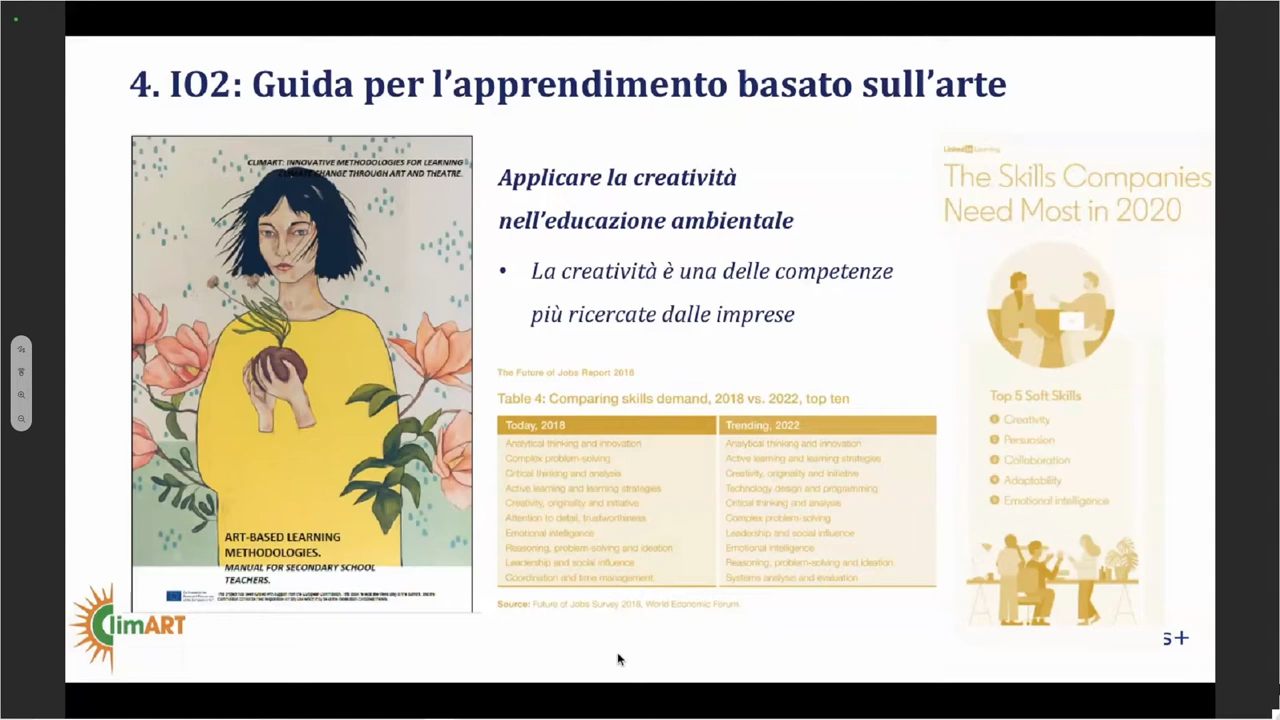 4. IO2: Guida per l'apprendimento basato sull'arte
CLIMART: INNOVATIVE METHODOLOGIES FOR LEARNING
CLIMATE CHANGE THROUGH ART AND THEATRE.
ART-BASED LEARNING
METHODOLOGIES.
MANUAL FOR SECONDARY SCHOOL
TEACHERS.
ClimART
Applicare la creatività
nell'educazione ambientale
• La creatività è una delle competenze
più ricercate dalle imprese
The Future of Jobs Report 2018
Table 4: Comparing skills demand, 2018 vs. 2022, top ten
Today, 2018 Trending, 2022
Analytical thinking and innovation Analytical thinking and innovation
Complex problem-solving Active learning and learning strategies
Critical thinking and analysis Creativity, originality and initiative
Active learning and learning strategies Technology design and programming
Creativity, originality and initiative Critical thinking and analysis
Attention to detail, trustworthiness Complex problem-solving
Emotional intelligence Leadership and social influence
Reasoning, problem-solving and ideation Emotional intelligence
Leadership and social influence Reasoning, problem-solving and ideation
Coordination and time management Systems analysis and evaluation
Source: Future of Jobs Survey 2018, World Economic Forum
LinkedIn Learning
The Skills Companies
Need Most in 2020
Top 5 Soft Skills
1 Creativity
2 Persuasion
3 Collaboration
4 Adaptability
5 Emotional intelligence
s+